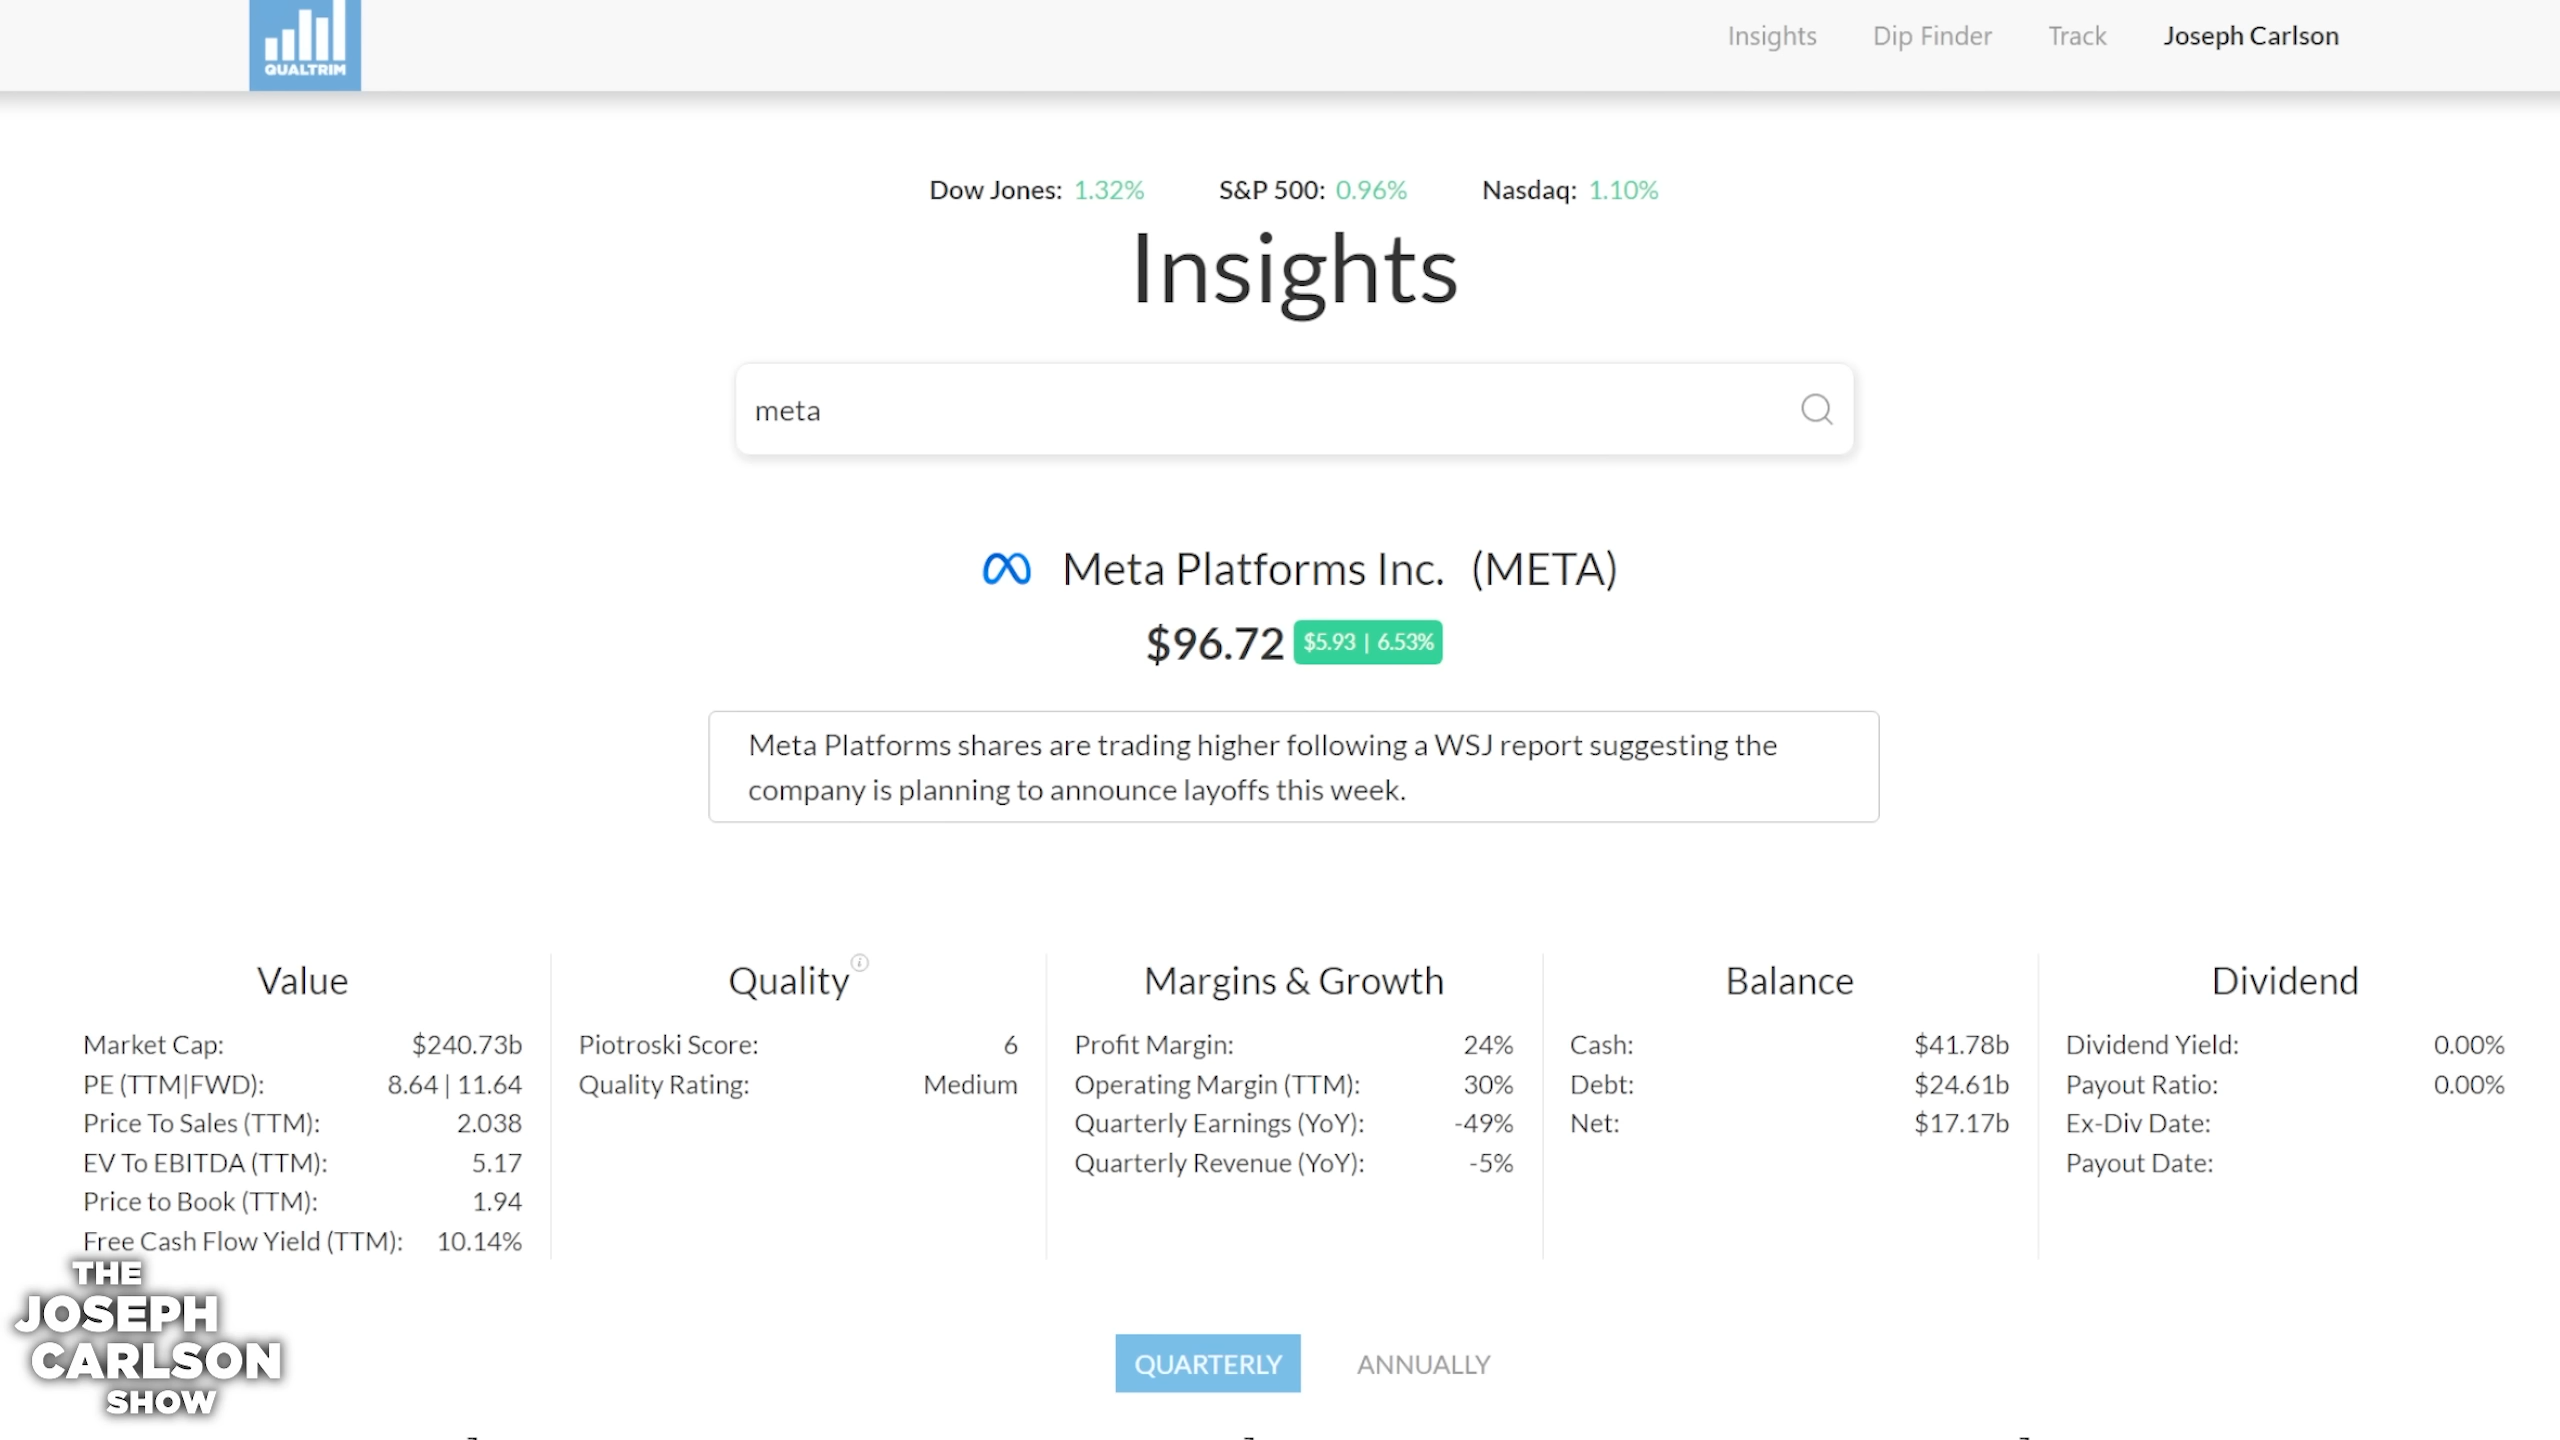 QUALTRIM
Insights Dip Finder Track Joseph Carlson
Dow Jones: 1.32% S&P 500: 0.96% Nasdaq: 1.10%
Insights
meta
Meta Platforms Inc. (META)
$96.72 $5.93 | 6.53%
Meta Platforms shares are trading higher following a WSJ report suggesting the
company is planning to announce layoffs this week.
Value
Market Cap: $240.73b
PE (TTM|FWD): 8.64 | 11.64
Price To Sales (TTM): 2.038
EV To EBITDA (TTM): 5.17
Price to Book (TTM): 1.94
Free Cash Flow Yield (TTM): 10.14%
Quality
Piotroski Score: 6
Quality Rating: Medium
Margins & Growth
Profit Margin: 24%
Operating Margin (TTM): 30%
Quarterly Earnings (YoY): -49%
Quarterly Revenue (YoY): -5%
Balance
Cash: $41.78b
Debt: $24.61b
Net: $17.17b
Dividend
Dividend Yield: 0.00%
Payout Ratio: 0.00%
Ex-Div Date:
Payout Date:
QUARTERLY ANNUALLY
THE
JOSEPH
CARLSON
SHOW